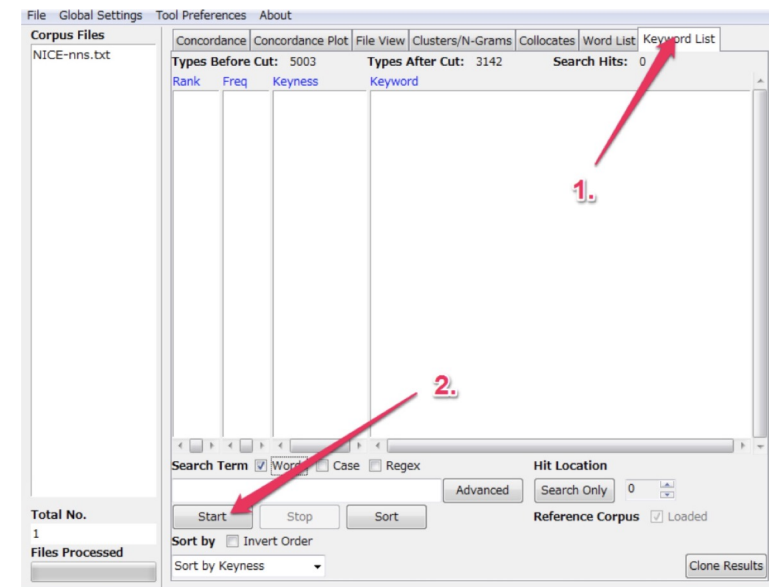 File Global Settings Tool Preferences About
Corpus Files
NICE-nns.txt
Concordance Concordance Plot File View Clusters/N-Grams Collocates Word List Keyword List
Types Before Cut: 5003 Types After Cut: 3142 Search Hits: 0
Rank Freq Keyness Keyword
1.
2.
Search Term Words Case Regex Hit Location
Advanced Search Only 0
Total No.
1
Files Processed
Start Stop Sort Reference Corpus Loaded
Sort by Invert Order
Sort by Keyness Clone Results